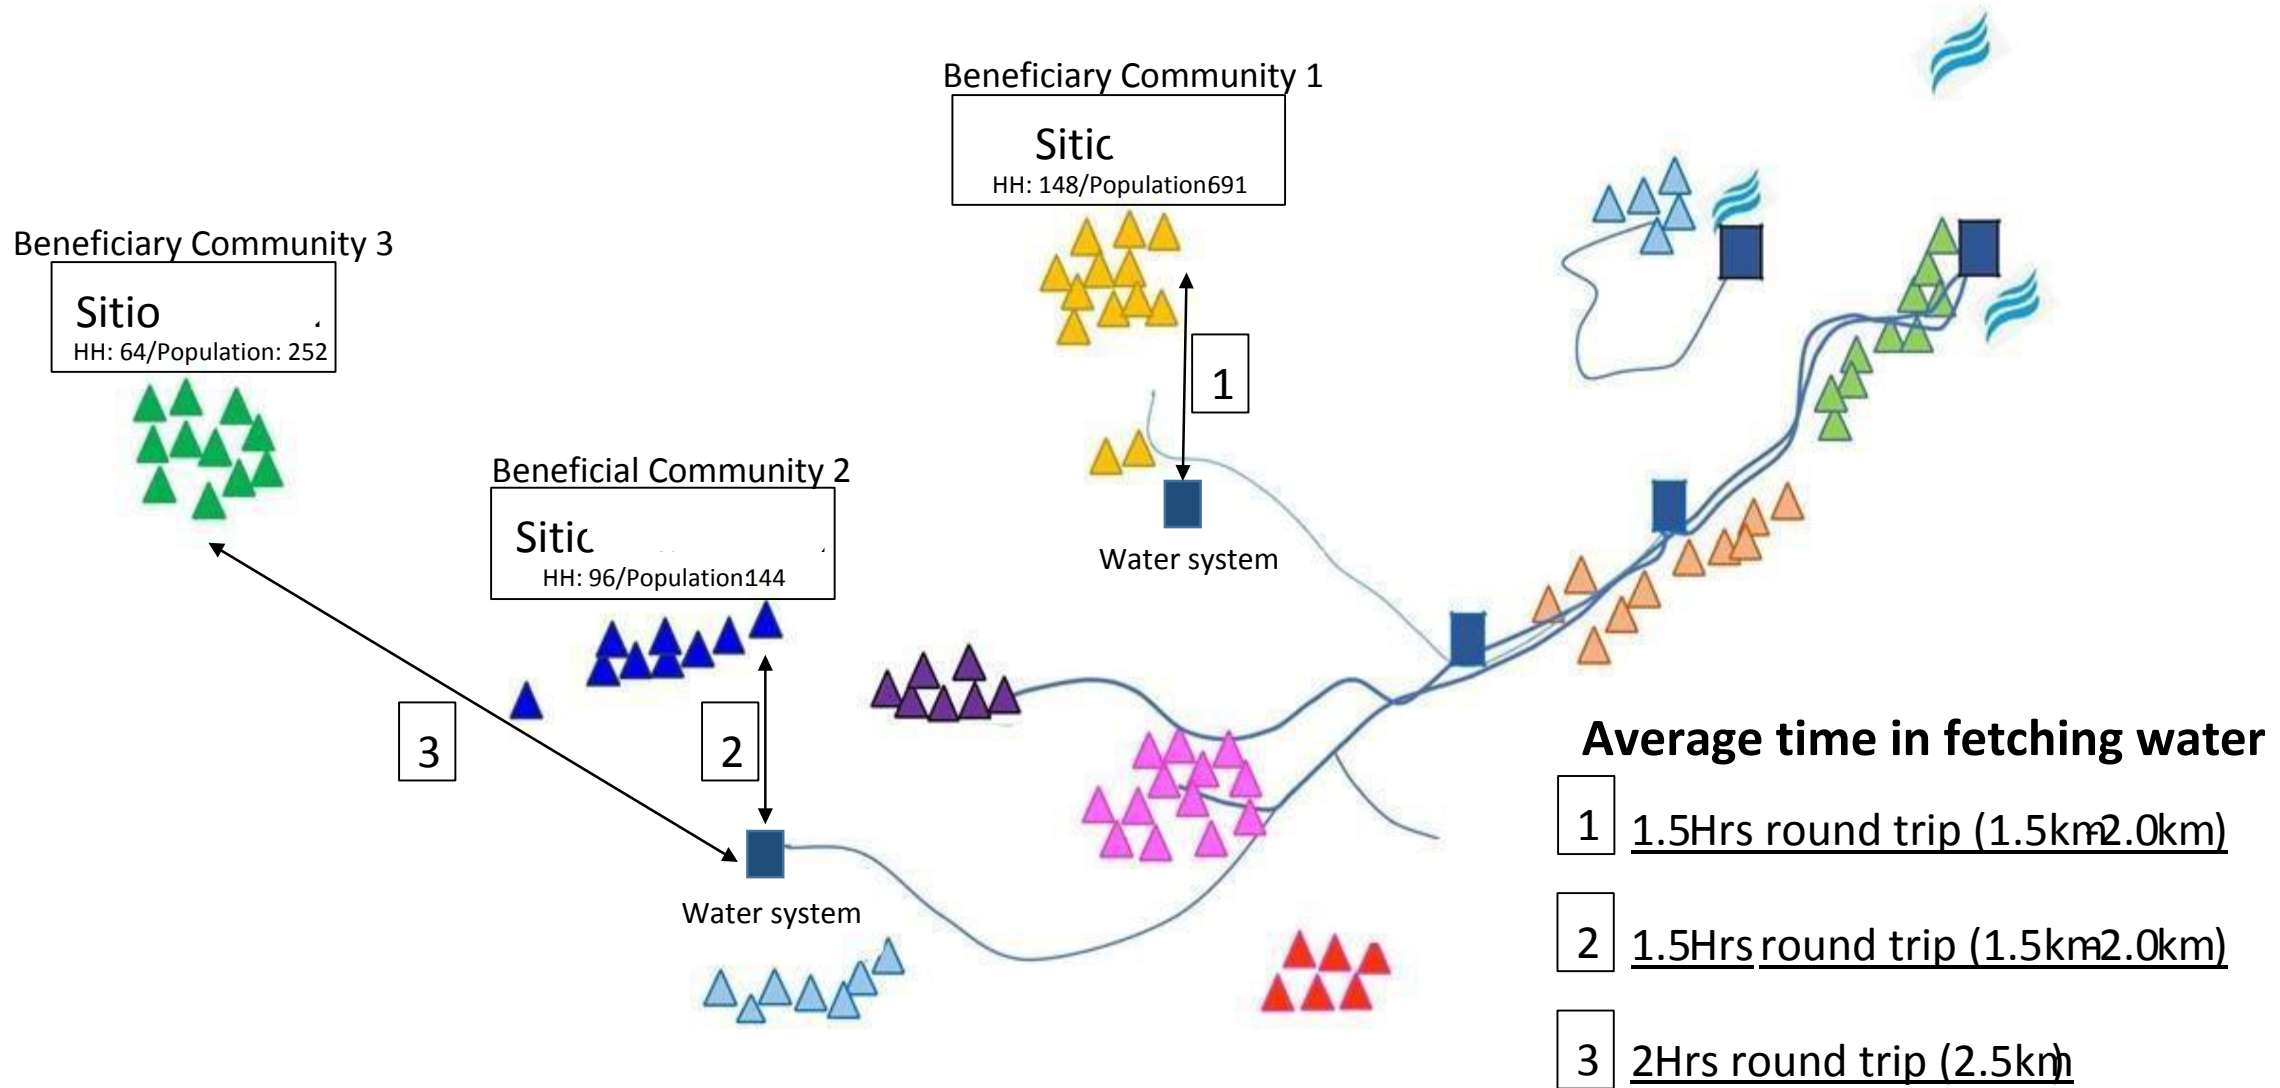 Beneficiary Community 1
Sitic
HH: 148/Population691
Beneficiary Community 3
Sitio
HH: 64/Population: 252
1
Beneficial Community 2
Sitic
HH: 96/Population144
Water system
3
2
Water system
Average time in fetching water
1 1.5Hrs round trip (1.5km-2.0km)
2 1.5Hrs round trip (1.5km-2.0km)
3 2Hrs round trip (2.5km)